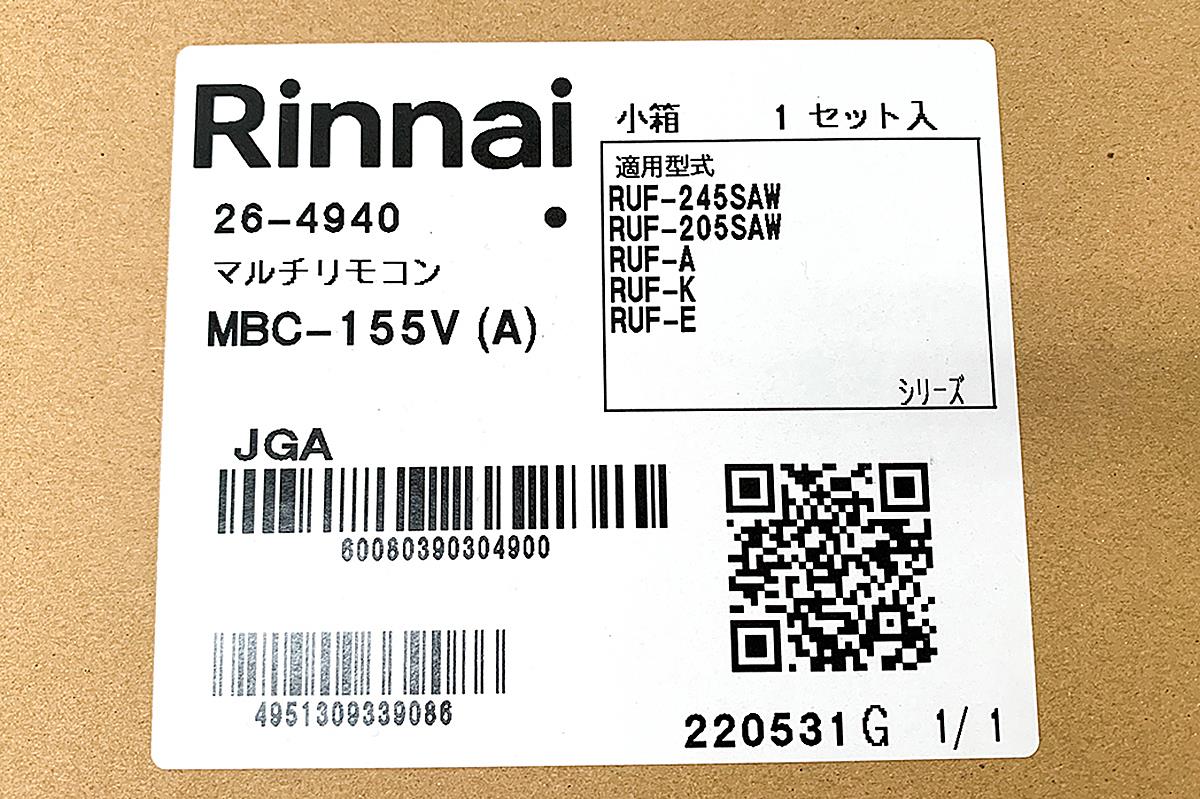 Rinnai
26-4940 ●
マルチリモコン
MBC-155V(A)
小箱 1 セット入
適用型式
RUF-245SAW
RUF-205SAW
RUF-A
RUF-K
RUF-E
シリーズ
JGA
60080390304900
4951309339086
220531G 1/1